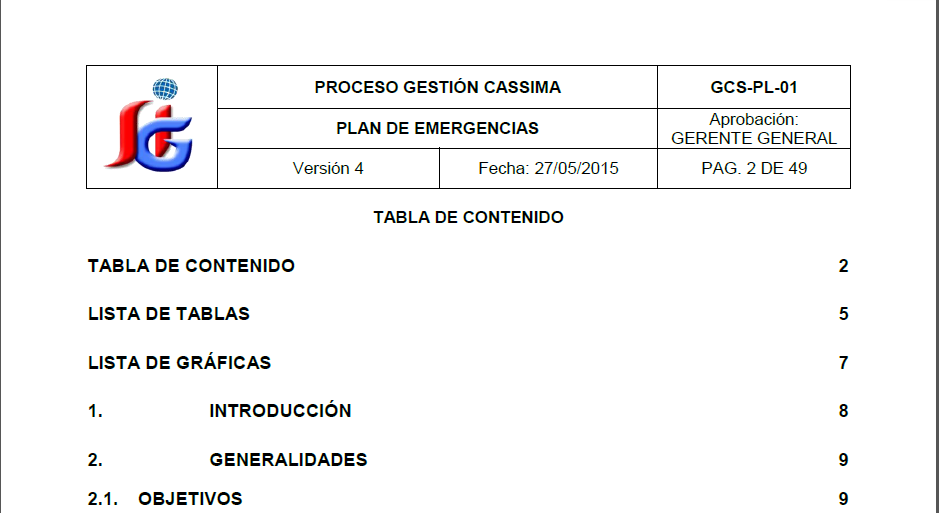 PROCESO GESTIÓN CASSIMA
GCS-PL-01
PLAN DE EMERGENCIAS
Aprobación:
GERENTE GENERAL
Versión 4
Fecha: 27/05/2015
PAG. 2 DE 49
TABLA DE CONTENIDO
TABLA DE CONTENIDO 2
LISTA DE TABLAS 5
LISTA DE GRÁFICAS 7
1. INTRODUCCIÓN 8
2. GENERALIDADES 9
2.1. OBJETIVOS 9